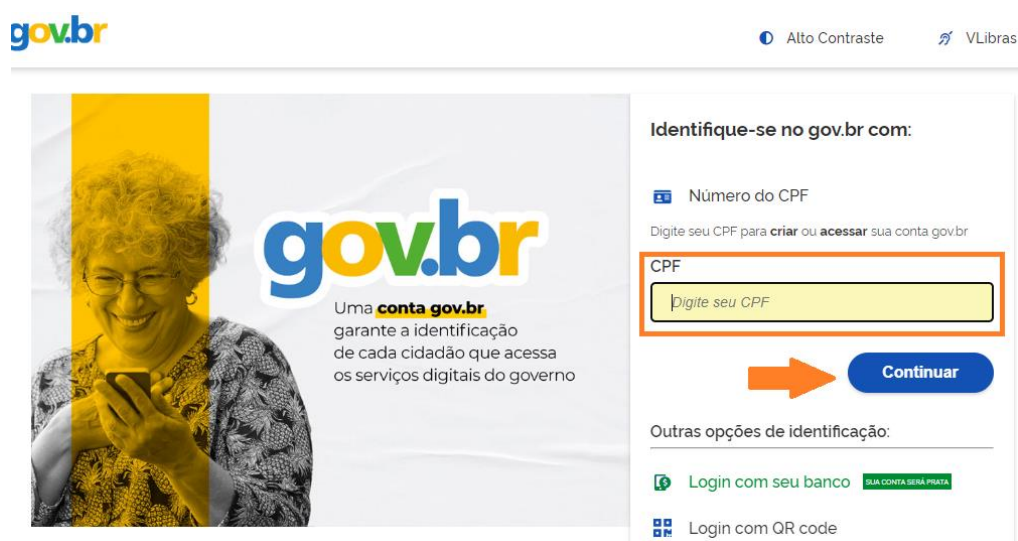 gov.br
Alto Contraste
VLibras
gov.br
Uma conta gov.br
garante a identificação
de cada cidadão que acessa
os serviços digitais do governo
Identifique-se no gov.br com:
Número do CPF
Digite seu CPF para criar ou acessar sua conta gov.br
CPF
Digite seu CPF
Continuar
Outras opções de identificação:
Login com seu banco SUA CONTA SERÁ PRATA
Login com QR code